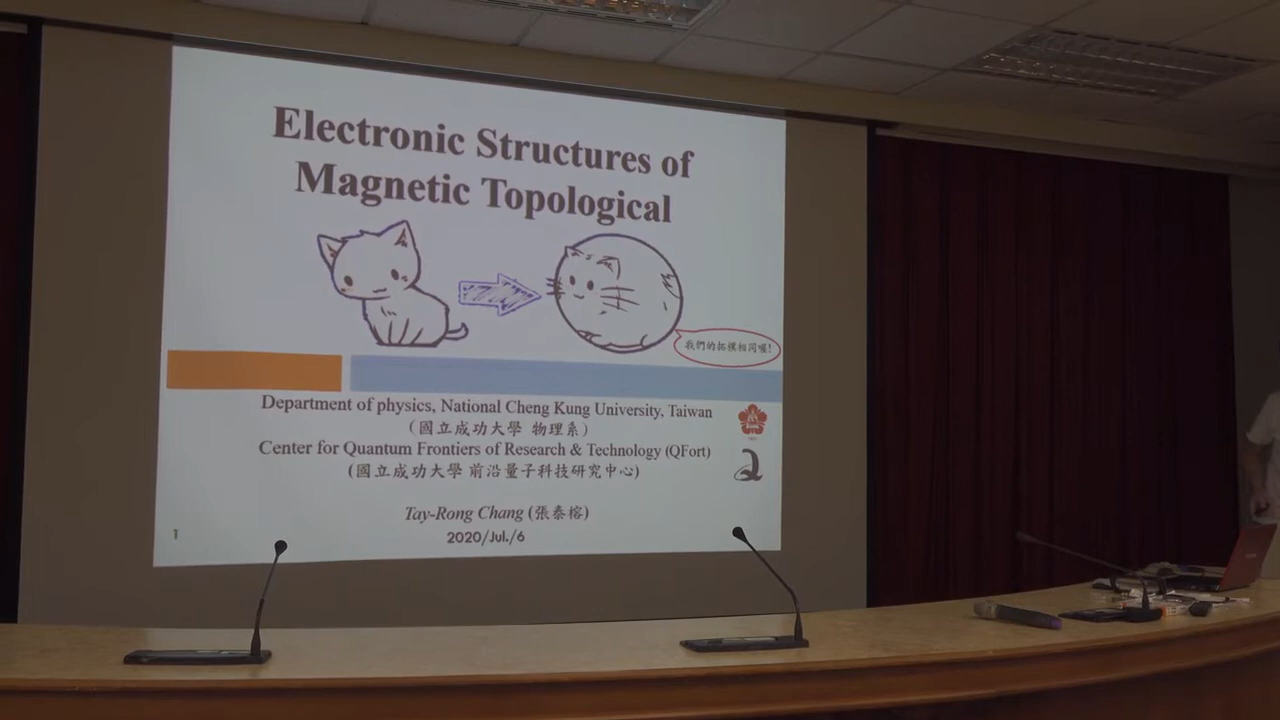 Electronic Structures of
Magnetic Topological
我們的拓樸相同喔!
Department of physics, National Cheng Kung University, Taiwan
(國立成功大學 物理系)
Center for Quantum Frontiers of Research & Technology (QFort)
(國立成功大學 前沿量子科技研究中心)
Tay-Rong Chang (張泰榕)
1
2020/Jul./6